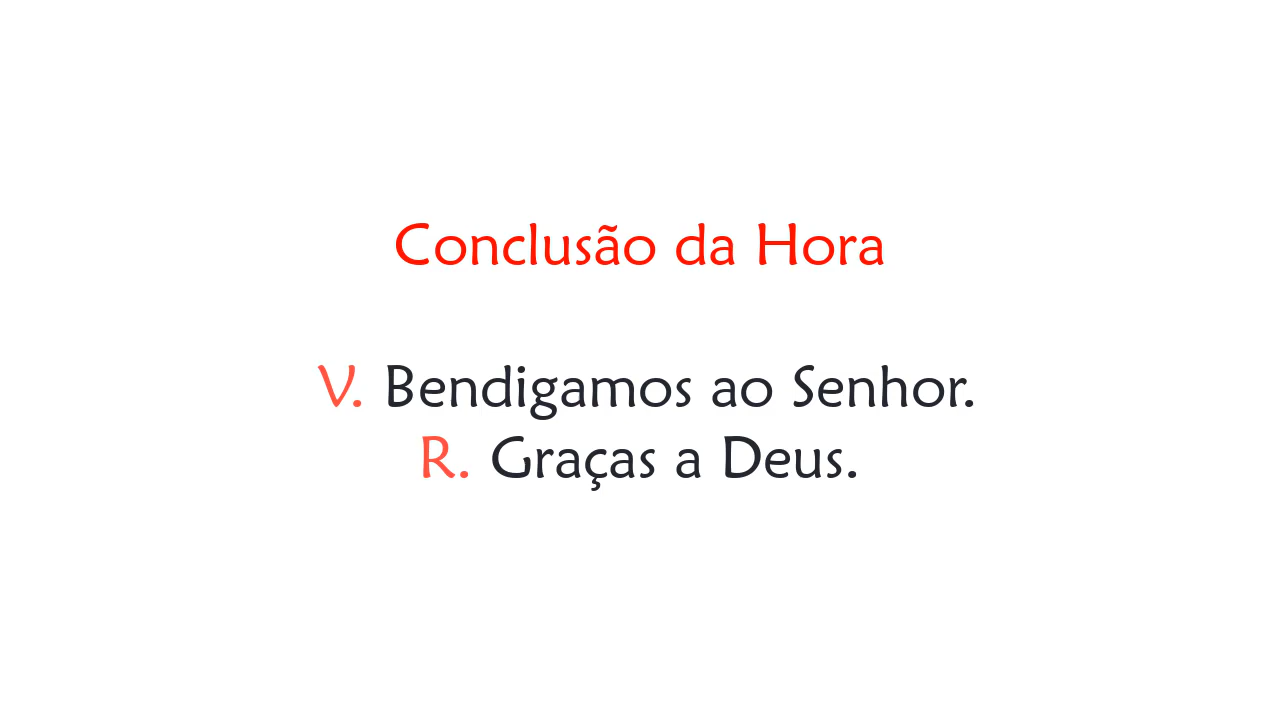 Conclusão da Hora
V. Bendigamos ao Senhor.
R. Graças a Deus.